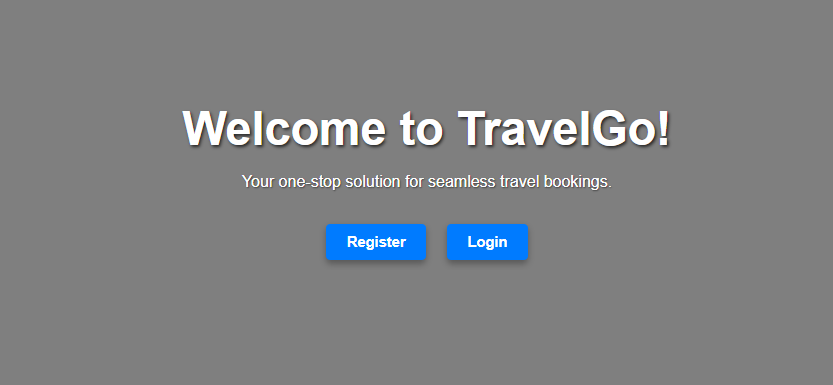 Welcome to TravelGo!
Your one-stop solution for seamless travel bookings.
Register
Login